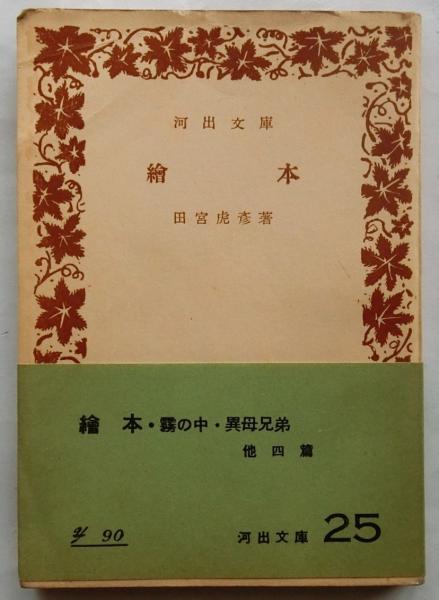 河出文庫
繪本
田宮虎彥著
繪本・霧の中・異母兄弟
他四篇
¥ 90
河出文庫 25